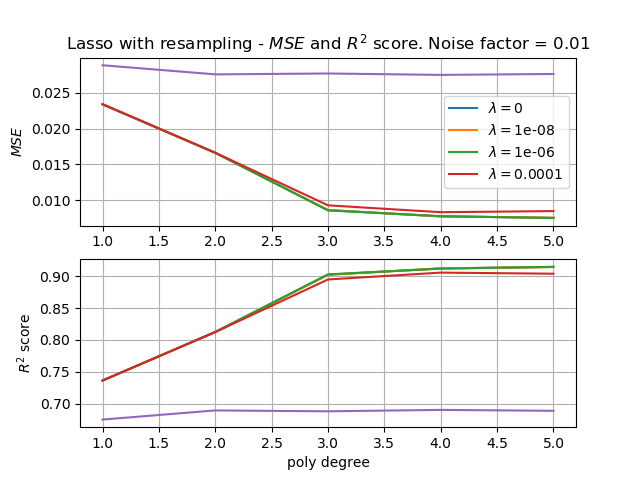 Lasso with resampling - MSE and R² score. Noise factor = 0.01
MSE
0.025
0.020
0.015
0.010
λ = 0
λ = 1e-08
λ = 1e-06
λ = 0.0001
1.0 1.5 2.0 2.5 3.0 3.5 4.0 4.5 5.0
R² score
0.90
0.85
0.80
0.75
0.70
1.0 1.5 2.0 2.5 3.0 3.5 4.0 4.5 5.0
poly degree